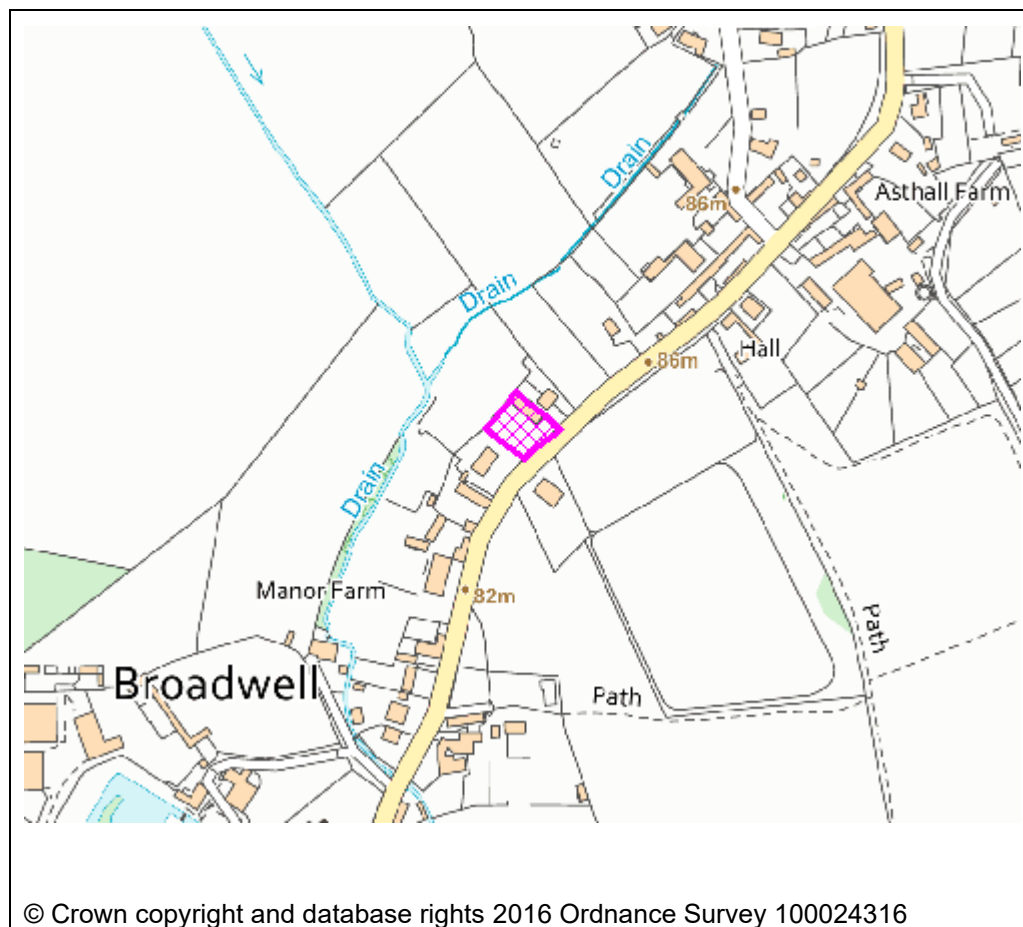 Drain
86m
Asthall Farm
Drain
Hall
86m
Drain
Manor Farm
82m
Path
Broadwell
Path
© Crown copyright and database rights 2016 Ordnance Survey 100024316